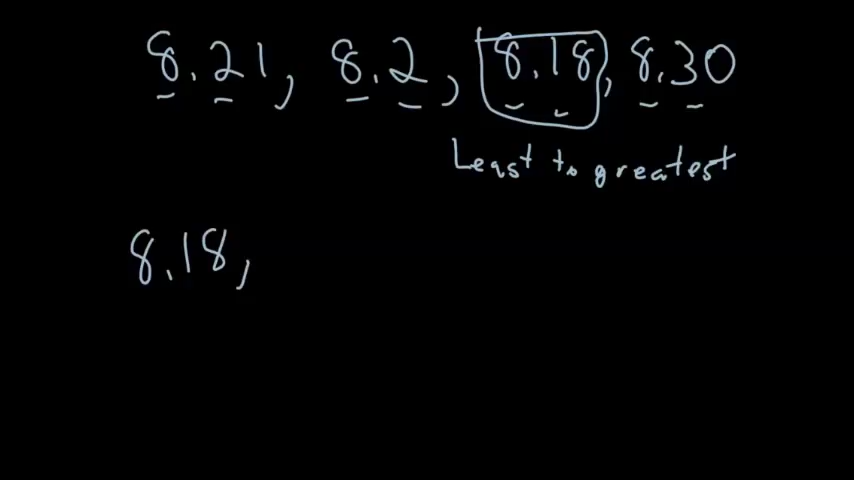 8.21, 8.2, 8.18, 8.30
Least to greatest
8.18,